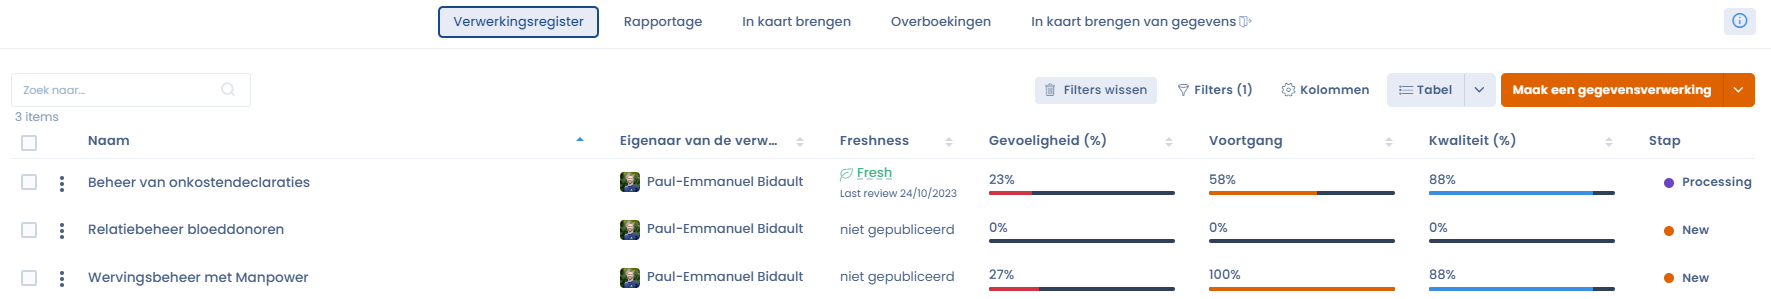 Verwerkingsregister Rapportage In kaart brengen Overboekingen In kaart brengen van gegevens
Zoek naar... Filters wissen Filters (1) Kolommen Tabel Maak een gegevensverwerking
3 items
Naam Eigenaar van de verw... Freshness Gevoeligheid (%) Voortgang Kwaliteit (%) Stap
Beheer van onkostendeclaraties Paul-Emmanuel Bidault Fresh 23% 58% 88% Processing
Last review 24/10/2023
Relatiebeheer bloeddonoren Paul-Emmanuel Bidault niet gepubliceerd 0% 0% 0% New
Wervingsbeheer met Manpower Paul-Emmanuel Bidault niet gepubliceerd 27% 100% 88% New